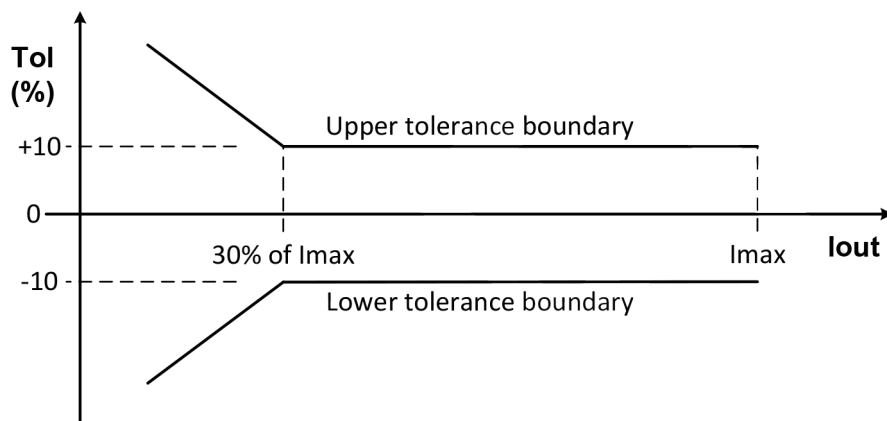 Tol
(%)
Upper tolerance boundary
+10
0
30% of Imax
Imax
Iout
-10
Lower tolerance boundary